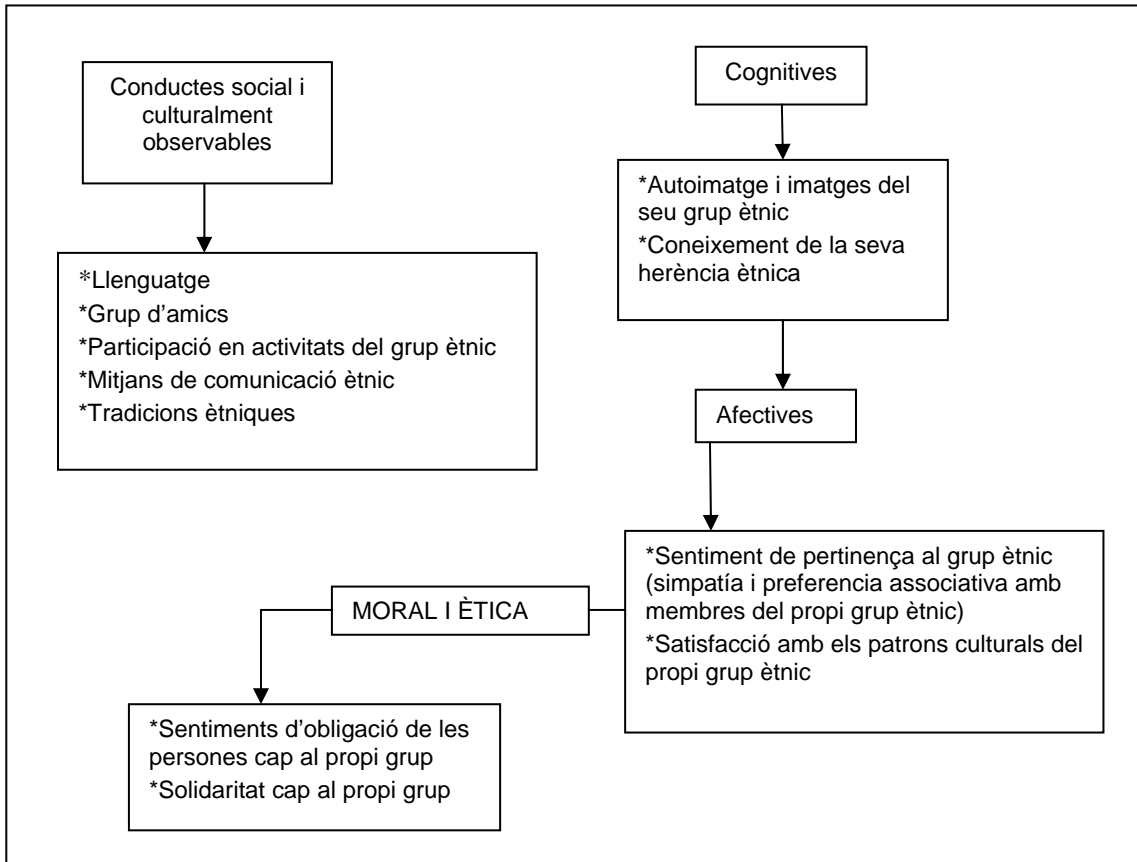 Conductes social i
culturalment
observables
*Llenguatge
*Grup d'amics
*Participació en activitats del grup ètnic
*Mitjans de comunicació ètnic
*Tradicions ètniques
Cognitives
*Autoimatge i imatges del
seu grup ètnic
*Coneixement de la seva
herència ètnica
Afectives
*Sentiment de pertinença al grup ètnic
(simpatía i preferencia associativa amb
membres del propi grup ètnic)
*Satisfacció amb els patrons culturals del
propi grup ètnic
MORAL I ÈTICA
*Sentiments d'obligació de les
persones cap al propi grup
*Solidaritat cap al propi grup